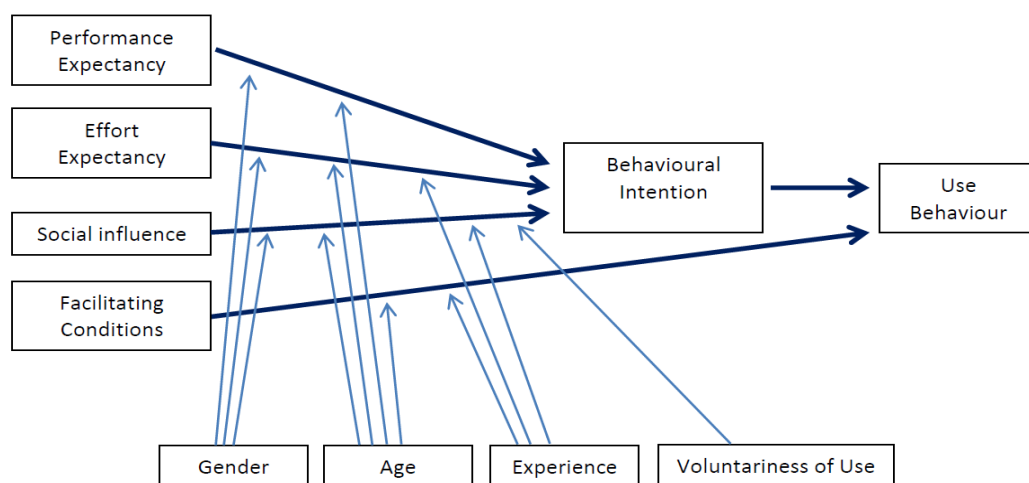 Performance
Expectancy
Effort
Expectancy
Social influence
Facilitating
Conditions
Behavioural
Intention
Use
Behaviour
Gender
Age
Experience
Voluntariness of Use